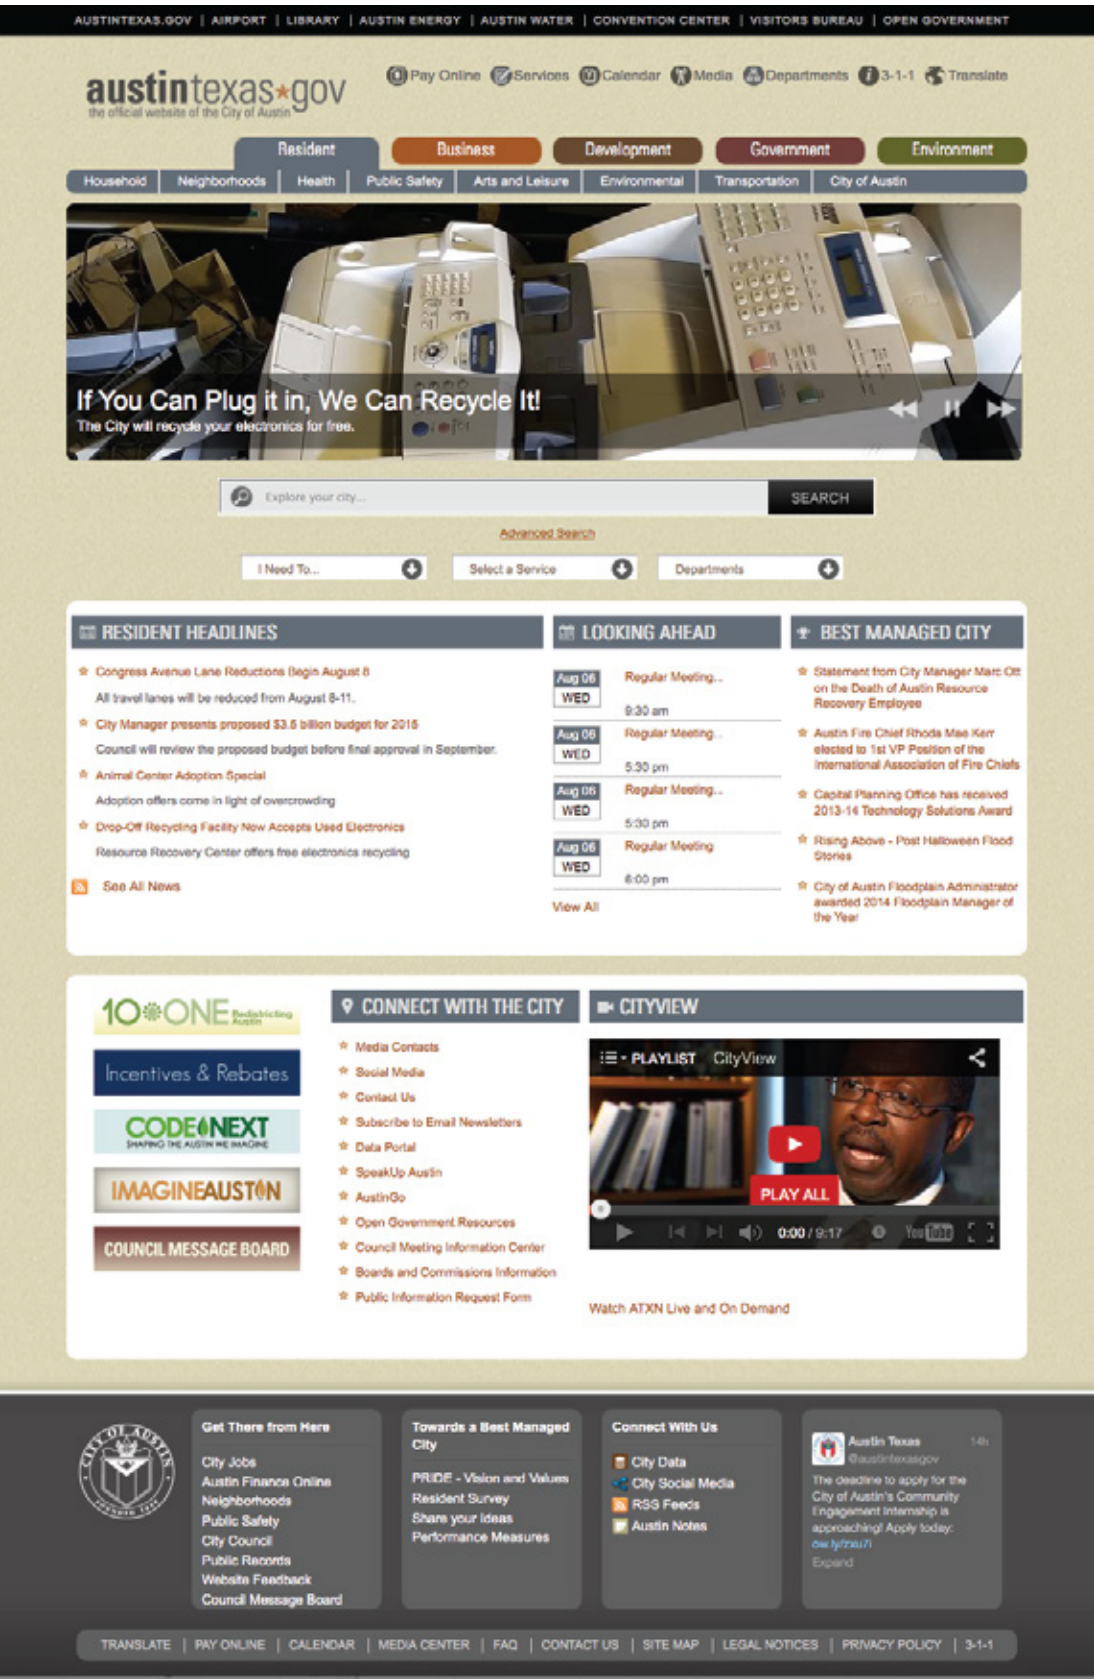 AUSTINTEXAS.GOV | AIRPORT | LIBRARY | AUSTIN ENERGY | AUSTIN WATER | CONVENTION CENTER | VISITORS BUREAU | OPEN GOVERNMENT
austintexas★gov
the official website of the City of Austin
Pay Online Services Calendar Media Departments 3-1-1 Translate
Resident Business Development Government Environment
Household Neighborhoods Health Public Safety Arts and Leisure Environmental Transportation City of Austin
If You Can Plug it in, We Can Recycle It!
The City will recycle your electronics for free.
Explore your city... SEARCH
Advanced Search
I Need To... Select a Service Departments
RESIDENT HEADLINES
Congress Avenue Lane Reductions Begin August 8
All travel lanes will be reduced from August 8-11.
City Manager presents proposed $3.5 billion budget for 2015
Council will review the proposed budget before final approval in September.
Animal Center Adoption Special
Adoption offers come in light of overcrowding
Drop-Off Recycling Facility Now Accepts Used Electronics
Resource Recovery Center offers free electronics recycling
See All News
LOOKING AHEAD
Aug 06 Regular Meeting...
WED
9:30 am
Aug 06 Regular Meeting...
WED
5:30 pm
Aug 06 Regular Meeting...
WED
5:30 pm
Aug 06 Regular Meeting
WED
6:00 pm
View All
BEST MANAGED CITY
Statement from City Manager Marc Ott
on the Death of Austin Resource
Recovery Employee
Austin Fire Chief Rhoda Mae Kerr
elected to 1st VP Position of the
International Association of Fire Chiefs
Capital Planning Office has received
2013-14 Technology Solutions Award
Rising Above - Post Halloween Flood
Stories
City of Austin Floodplain Administrator
awarded 2014 Floodplain Manager of
the Year
10 ONE Redistricting
Austin
Incentives & Rebates
CODE NEXT
SHAPING THE AUSTIN WE IMAGINE
IMAGINEAUSTIN
COUNCIL MESSAGE BOARD
CONNECT WITH THE CITY
Media Contacts
Social Media
Contact Us
Subscribe to Email Newsletters
Data Portal
SpeakUp Austin
AustinGo
Open Government Resources
Council Meeting Information Center
Boards and Commissions Information
Public Information Request Form
CITYVIEW
PLAYLIST CityView
PLAY ALL
0:00 / 9:17 YouTube
Watch ATXN Live and On Demand
CITY OF AUSTIN
FOUNDED 1839
Get There from Here
City Jobs
Austin Finance Online
Neighborhoods
Public Safety
City Council
Public Records
Website Feedback
Council Message Board
Towards a Best Managed
City
PRIDE - Vision and Values
Resident Survey
Share your Ideas
Performance Measures
Connect With Us
City Data
City Social Media
RSS Feeds
Austin Notes
Austin Texas 14h
@austintexasgov
The deadline to apply for the
City of Austin's Community
Engagement Internship is
approaching! Apply today:
ow.ly/zxu7i
Expand
TRANSLATE | PAY ONLINE | CALENDAR | MEDIA CENTER | FAQ | CONTACT US | SITE MAP | LEGAL NOTICES | PRIVACY POLICY | 3-1-1